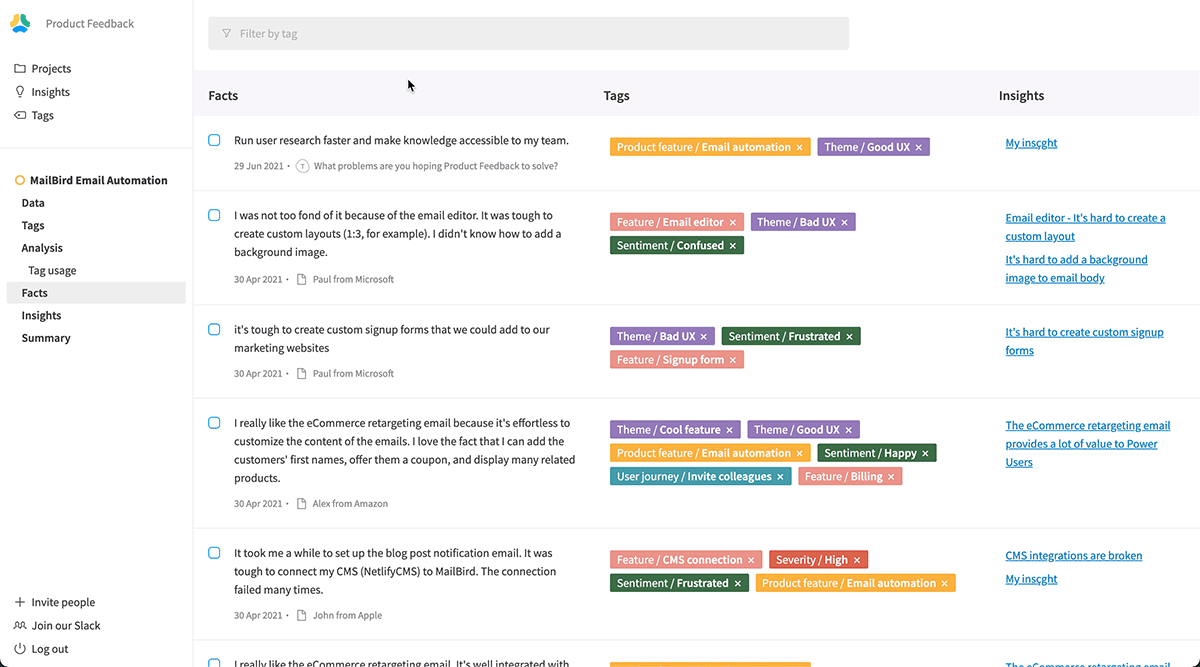 Product Feedback
Projects
Insights
Tags
MailBird Email Automation
Data
Tags
Analysis
Tag usage
Facts
Insights
Summary
Invite people
Join our Slack
Log out
Filter by tag
Facts
Tags
Insights
Run user research faster and make knowledge accessible to my team.
29 Jun 2021 • T What problems are you hoping Product Feedback to solve?
Product feature / Email automation ×
Theme / Good UX ×
My insçght
I was not too fond of it because of the email editor. It was tough to
create custom layouts (1:3, for example). I didn't know how to add a
background image.
30 Apr 2021 • Paul from Microsoft
Feature / Email editor ×
Theme / Bad UX ×
Sentiment / Confused ×
Email editor - It's hard to create a
custom layout
It's hard to add a background
image to email body
it's tough to create custom signup forms that we could add to our
marketing websites
30 Apr 2021 • Paul from Microsoft
Theme / Bad UX ×
Sentiment / Frustrated ×
Feature / Signup form ×
It's hard to create custom signup
forms
I really like the eCommerce retargeting email because it's effortless to
customize the content of the emails. I love the fact that I can add the
customers' first names, offer them a coupon, and display many related
products.
30 Apr 2021 • Alex from Amazon
Theme / Cool feature ×
Theme / Good UX ×
Product feature / Email automation ×
Sentiment / Happy ×
User journey / Invite colleagues ×
Feature / Billing ×
The eCommerce retargeting email
provides a lot of value to Power
Users
It took me a while to set up the blog post notification email. It was
tough to connect my CMS (NetlifyCMS) to MailBird. The connection
failed many times.
30 Apr 2021 • John from Apple
Feature / CMS connection ×
Severity / High ×
Sentiment / Frustrated ×
Product feature / Email automation ×
CMS integrations are broken
My insçght
I really like the eCommerce retargeting email. It's well integrated with
The eCommerce retargeting email